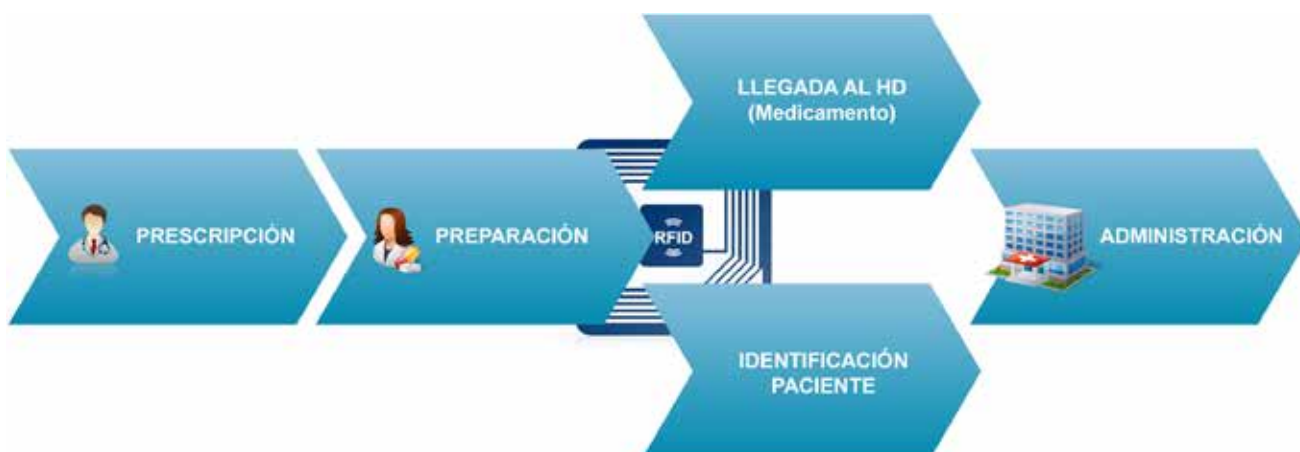 PRESCRIPCIÓN
PREPARACIÓN
RFID
LLEGADA AL HD
(Medicamento)
IDENTIFICACIÓN
PACIENTE
ADMINISTRACIÓN